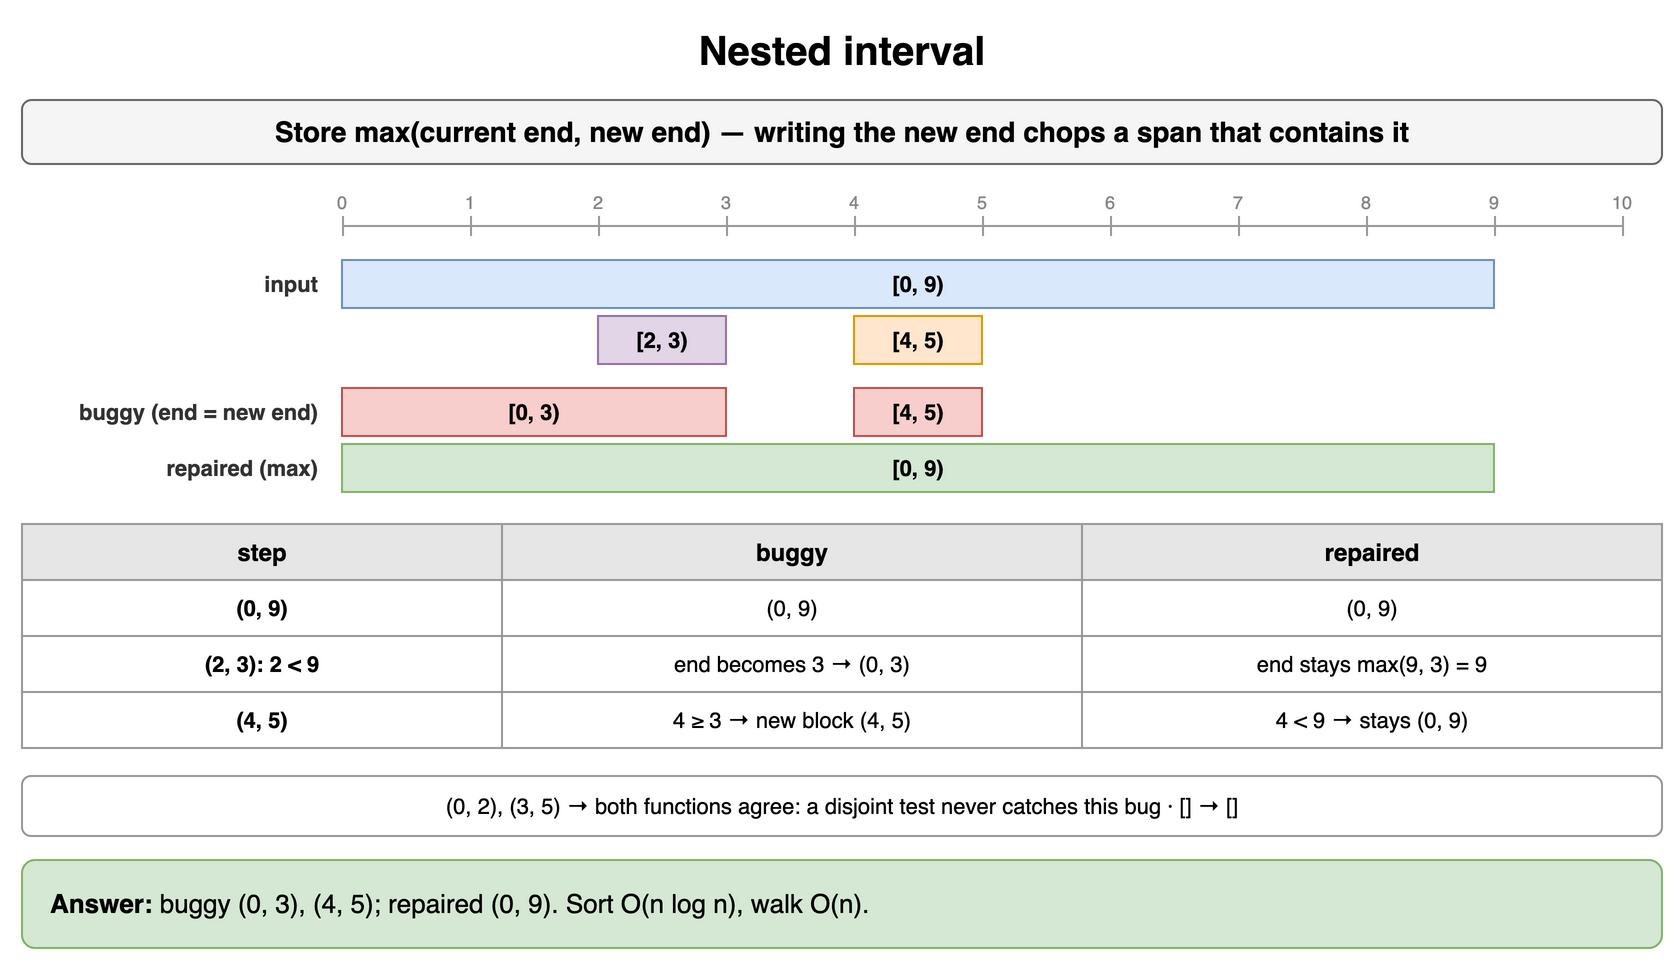 Nested interval
Store max(current end, new end) — writing the new end chops a span that contains it
0 1 2 3 4 5 6 7 8 9 10
input
[0, 9)
[2, 3)
[4, 5)
buggy (end = new end)
[0, 3)
[4, 5)
repaired (max)
[0, 9)
step buggy repaired
(0, 9) (0, 9) (0, 9)
(2, 3): 2 < 9 end becomes 3 → (0, 3) end stays max(9, 3) = 9
(4, 5) 4 ≥ 3 → new block (4, 5) 4 < 9 → stays (0, 9)
(0, 2), (3, 5) → both functions agree: a disjoint test never catches this bug · [] → []
Answer: buggy (0, 3), (4, 5); repaired (0, 9). Sort O(n log n), walk O(n).